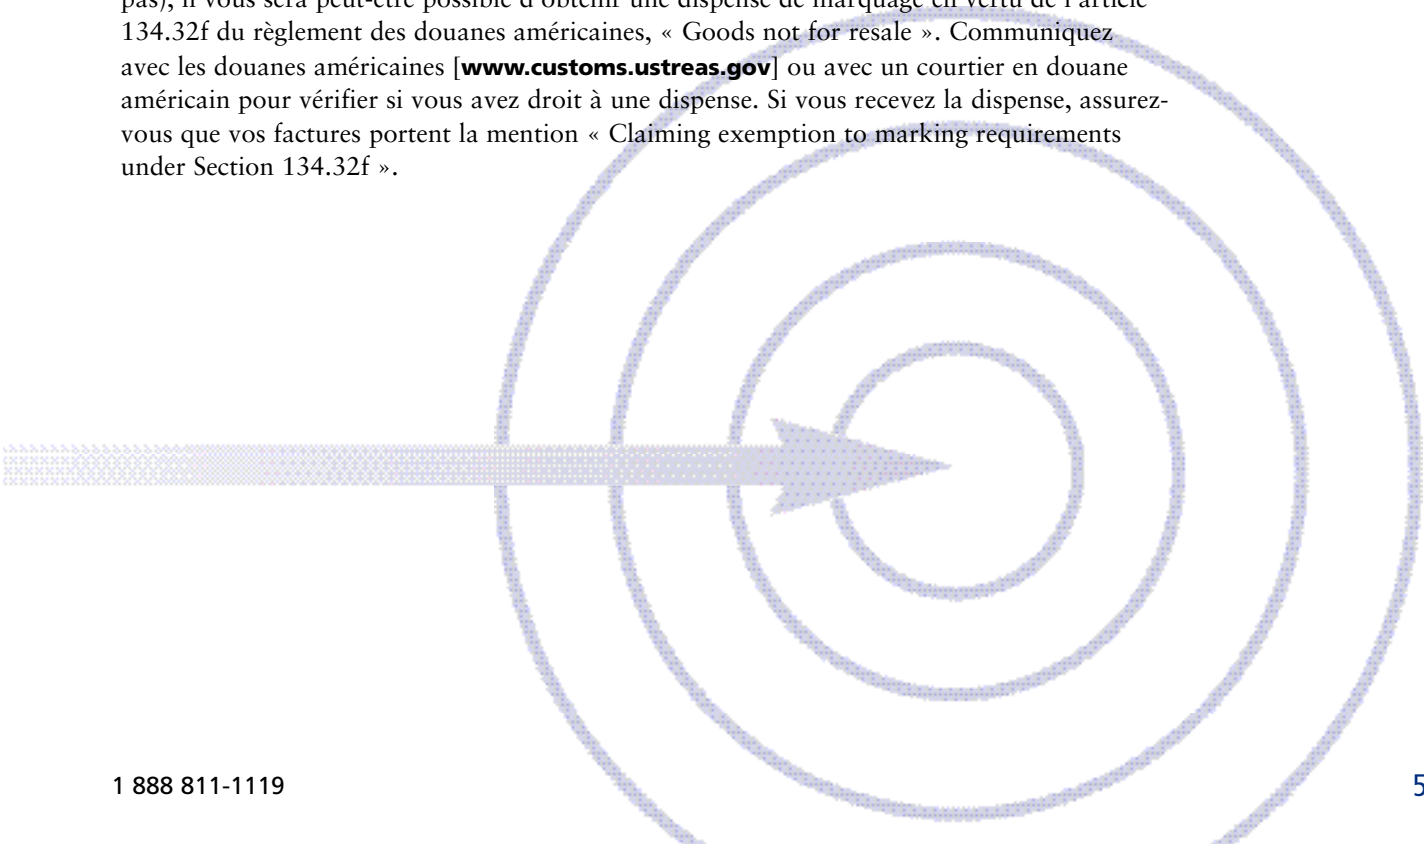 pas), il vous sera peut-être possible d'obtenir une dispense de marquage en vertu de l'article
134.32f du règlement des douanes américaines, « Goods not for resale ». Communiquez
avec les douanes américaines [www.customs.ustreas.gov] ou avec un courtier en douane
américain pour vérifier si vous avez droit à une dispense. Si vous recevez la dispense, assurez-
vous que vos factures portent la mention « Claiming exemption to marking requirements
under Section 134.32f ».
1 888 811-1119
5